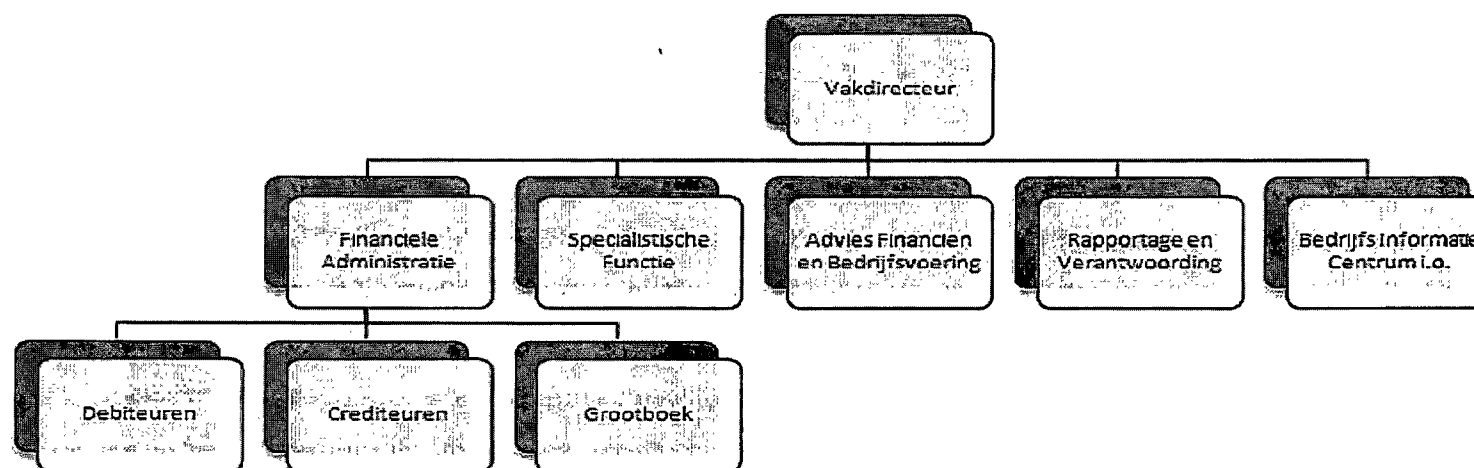 Vakdirecteur
Financiele
Administratie
Specialistische
Functie
Advies Financien
en Bedrijfsvoering
Rapportage en
Verantwoording
Bedrijfs Informatie
Centrum i.o.
Debiteuren
Crediteuren
Grootboek